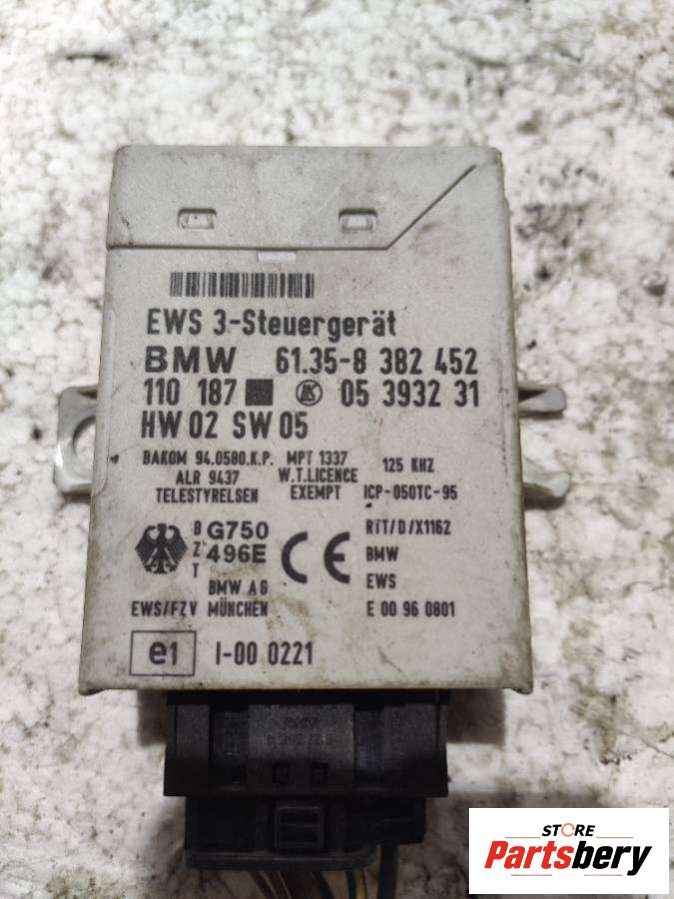 EWS 3-Steuergerät
BMW 61.35-8 382 452
110 187 05 3932 31
HW 02 SW 05
BAKOM 94.0580.K.P. MPT 1337 125 KHZ
ALR 9437 W.T.LICENCE
TELESTYRELSEN EXEMPT ICP-050TC-95
BZT G750 496E CE RIT/D/X1162
BMW
BMW AG EWS
EWS/FZV MÜNCHEN E 00 96 0801
e1 I-00 0221
STORE
Partsbery